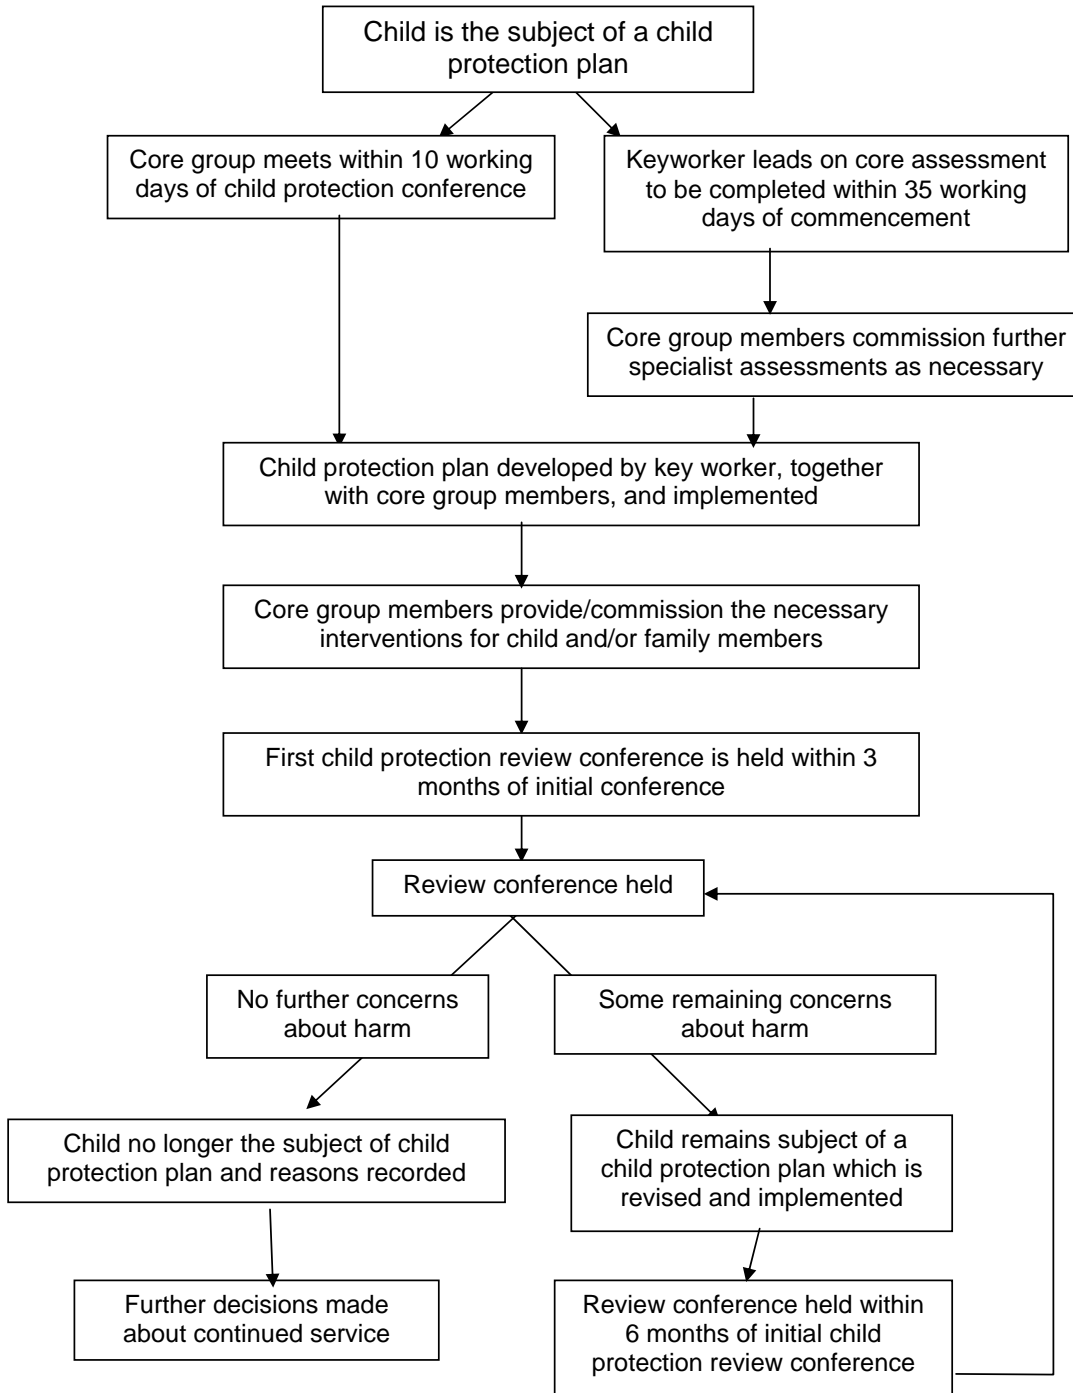 Child is the subject of a child
protection plan
Core group meets within 10 working
days of child protection conference
Keyworker leads on core assessment
to be completed within 35 working
days of commencement
Core group members commission further
specialist assessments as necessary
Child protection plan developed by key worker, together
with core group members, and implemented
Core group members provide/commission the necessary
interventions for child and/or family members
First child protection review conference is held within 3
months of initial conference
Review conference held
No further concerns
about harm
Some remaining concerns
about harm
Child no longer the subject of child
protection plan and reasons recorded
Child remains subject of a
child protection plan which is
revised and implemented
Further decisions made
about continued service
Review conference held within
6 months of initial child
protection review conference